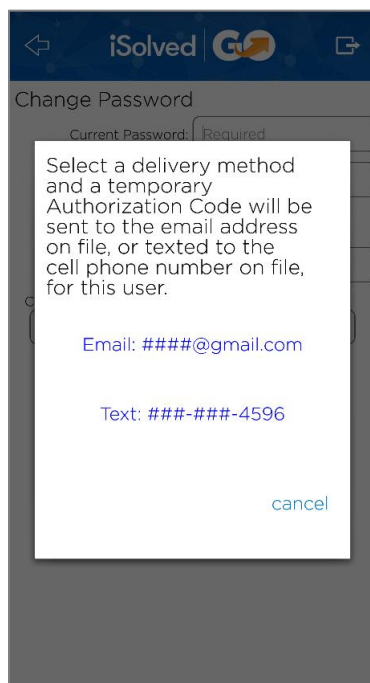 iSolved GO
Change Password
Current Password: Required
Select a delivery method
and a temporary
Authorization Code will be
sent to the email address
on file, or texted to the
cell phone number on file,
for this user.
Email: ####@gmail.com
Text: ###-###-4596
cancel